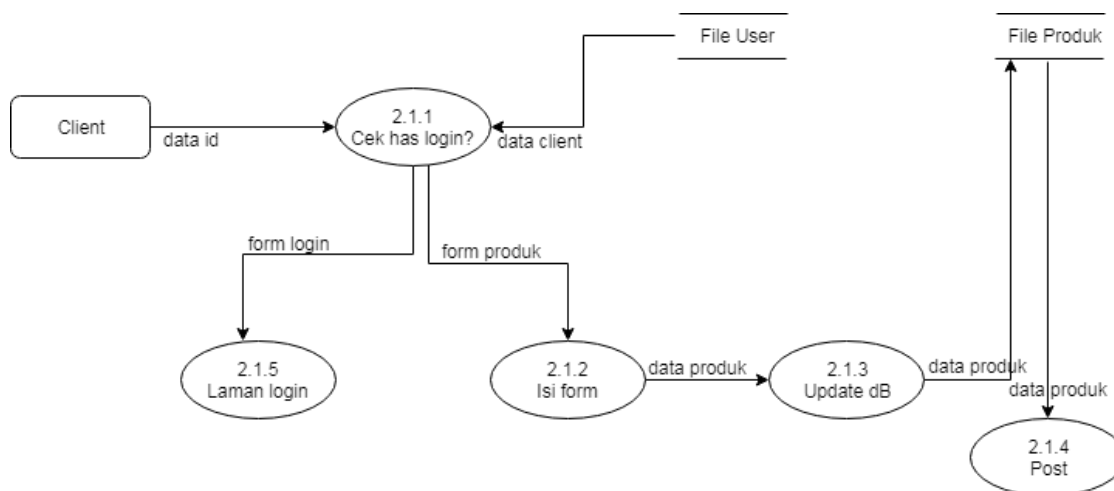 File User
File Produk
Client
data id
2.1.1
Cek has login?
data client
form login
form produk
2.1.5
Laman login
2.1.2
Isi form
data produk
2.1.3
Update dB
data produk
data produk
2.1.4
Post